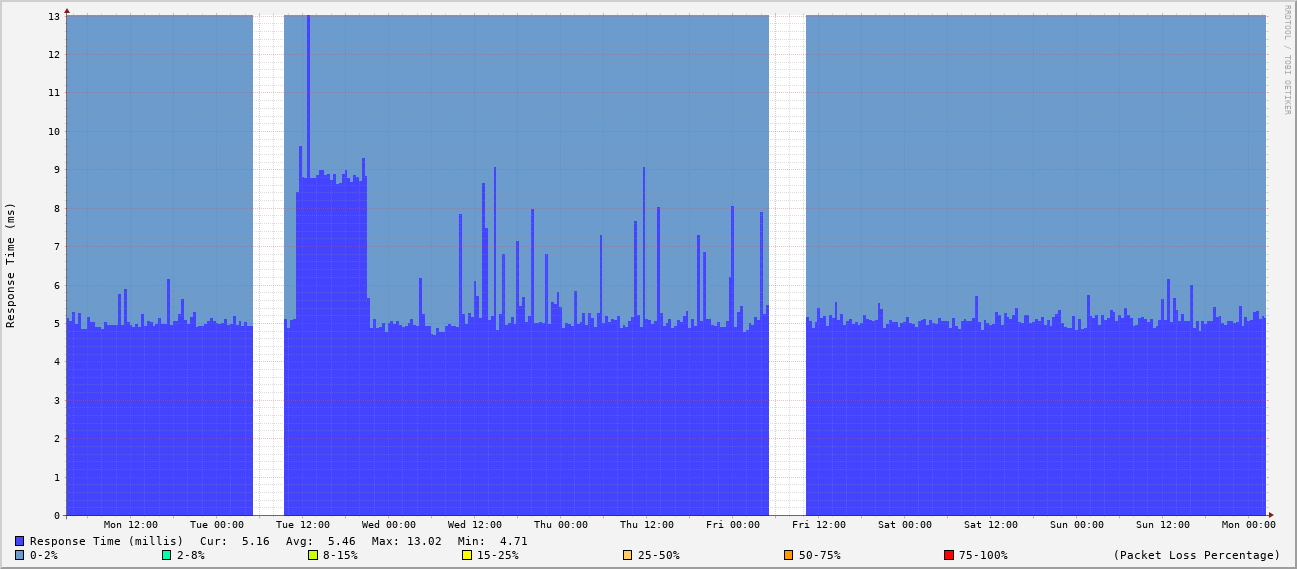 RRDTOOL / TOBI OETIKER
Response Time (ms)
13
12
11
10
9
8
7
6
5
4
3
2
1
0
Mon 12:00 Tue 00:00 Tue 12:00 Wed 00:00 Wed 12:00 Thu 00:00 Thu 12:00 Fri 00:00 Fri 12:00 Sat 00:00 Sat 12:00 Sun 00:00 Sun 12:00 Mon 00:00
Response Time (millis) Cur: 5.16 Avg: 5.46 Max: 13.02 Min: 4.71
0-2% 2-8% 8-15% 15-25% 25-50% 50-75% 75-100% (Packet Loss Percentage)